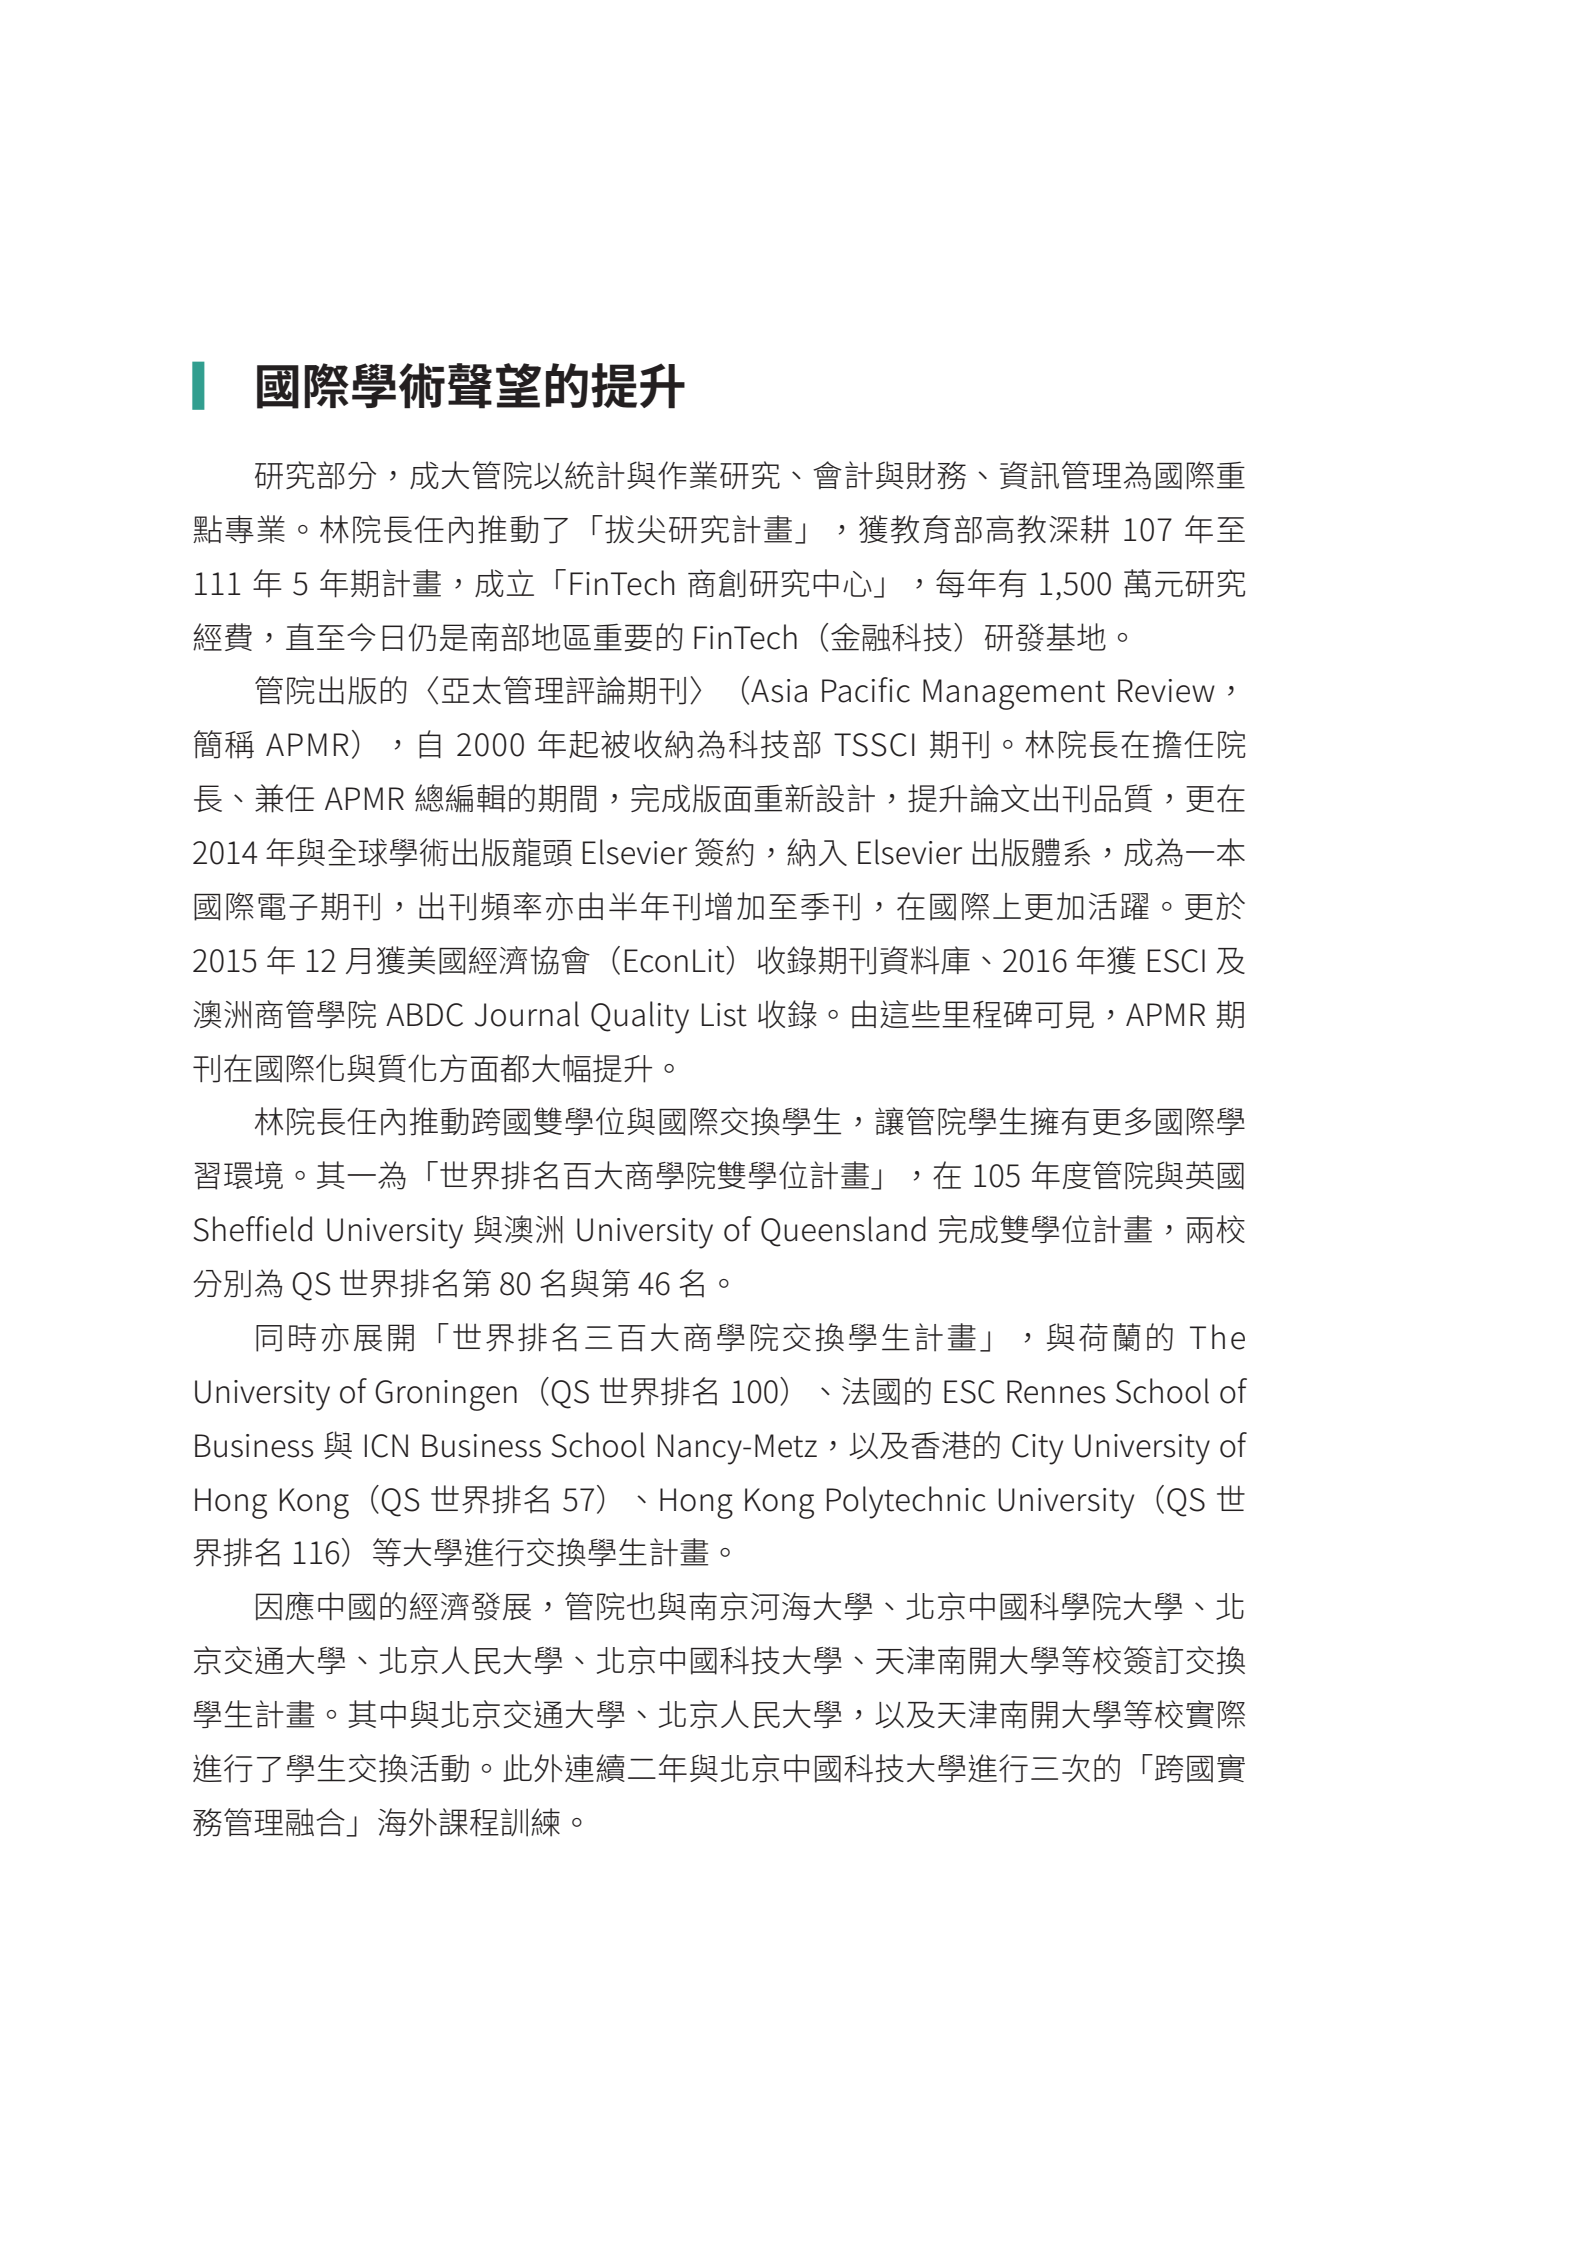 國際學術聲望的提升
研究部分，成大管院以統計與作業研究、會計與財務、資訊管理為國際重
點專業。林院長任內推動了「拔尖研究計畫」，獲教育部高教深耕 107 年至
111 年 5 年期計畫，成立「FinTech 商創研究中心」，每年有 1,500 萬元研究
經費，直至今日仍是南部地區重要的 FinTech（金融科技）研發基地。
管院出版的〈亞太管理評論期刊〉（Asia Pacific Management Review，
簡稱 APMR），自 2000 年起被收納為科技部 TSSCI 期刊。林院長在擔任院
長、兼任 APMR 總編輯的期間，完成版面重新設計，提升論文出刊品質，更在
2014 年與全球學術出版龍頭 Elsevier 簽約，納入 Elsevier 出版體系，成為一本
國際電子期刊，出刊頻率亦由半年刊增加至季刊，在國際上更加活躍。更於
2015 年 12 月獲美國經濟協會（EconLit）收錄期刊資料庫、2016 年獲 ESCI 及
澳洲商管學院 ABDC Journal Quality List 收錄。由這些里程碑可見，APMR 期
刊在國際化與質化方面都大幅提升。
林院長任內推動跨國雙學位與國際交換學生，讓管院學生擁有更多國際學
習環境。其一為「世界排名百大商學院雙學位計畫」，在 105 年度管院與英國
Sheffield University 與澳洲 University of Queensland 完成雙學位計畫，兩校
分別為 QS 世界排名第 80 名與第 46 名。
同時亦展開「世界排名三百大商學院交換學生計畫」，與荷蘭的 The
University of Groningen（QS 世界排名 100）、法國的 ESC Rennes School of
Business 與 ICN Business School Nancy-Metz，以及香港的 City University of
Hong Kong（QS 世界排名 57）、Hong Kong Polytechnic University（QS 世
界排名 116）等大學進行交換學生計畫。
因應中國的經濟發展，管院也與南京河海大學、北京中國科學院大學、北
京交通大學、北京人民大學、北京中國科技大學、天津南開大學等校簽訂交換
學生計畫。其中與北京交通大學、北京人民大學，以及天津南開大學等校實際
進行了學生交換活動。此外連續二年與北京中國科技大學進行三次的「跨國實
務管理融合」海外課程訓練。